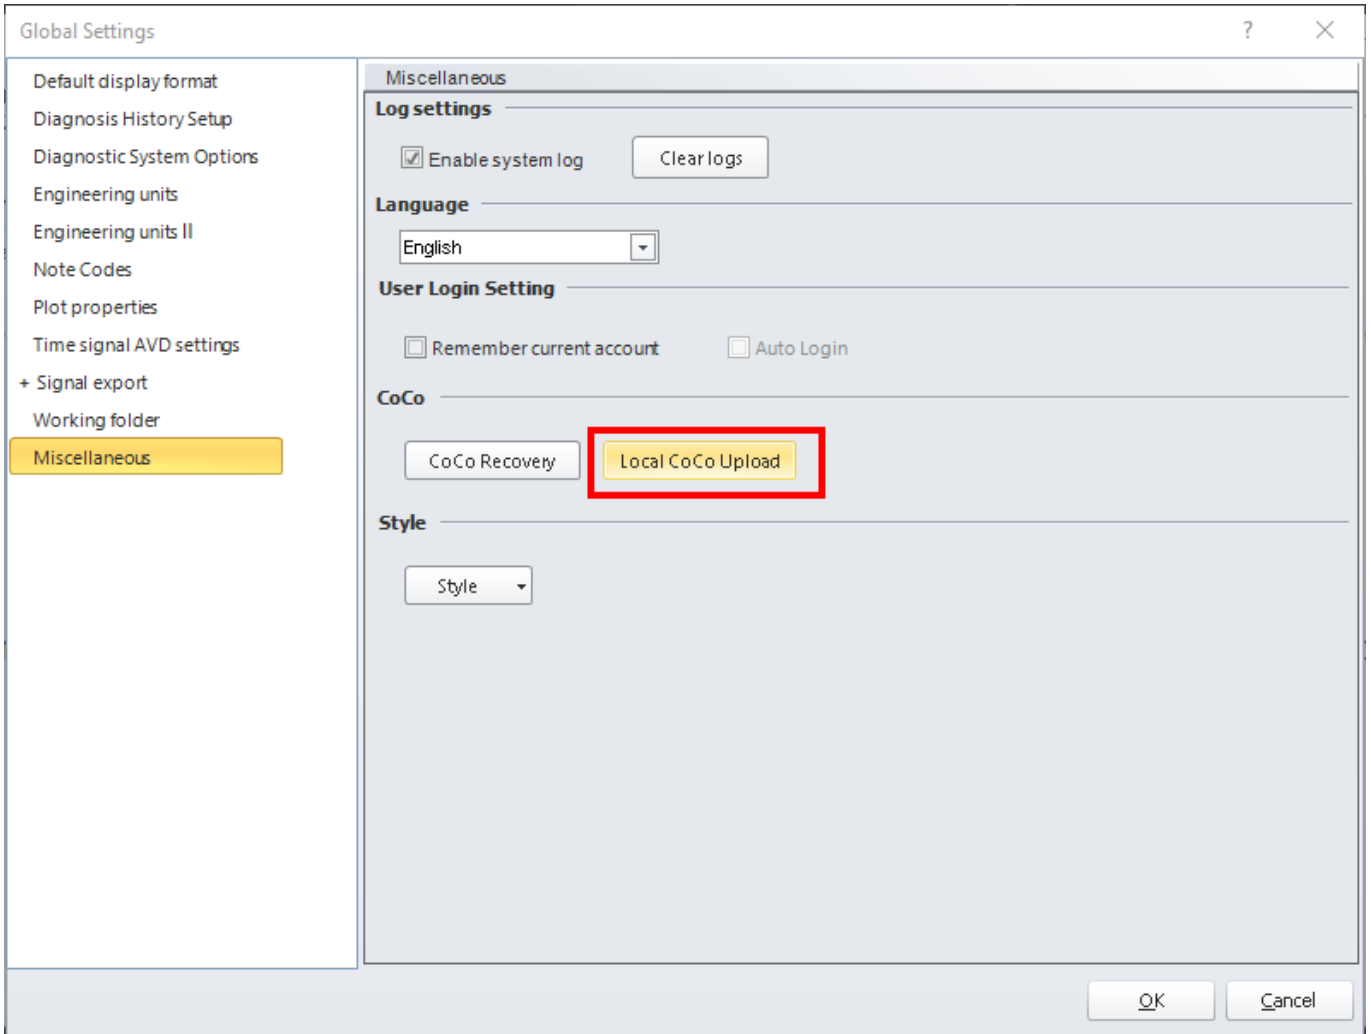 Global Settings
?
Default display format
Diagnosis History Setup
Diagnostic System Options
Engineering units
Engineering units II
Note Codes
Plot properties
Time signal AVD settings
+ Signal export
Working folder
Miscellaneous
Miscellaneous
Log settings
Enable system log
Clear logs
Language
English
User Login Setting
Remember current account
Auto Login
CoCo
CoCo Recovery
Local CoCo Upload
Style
Style
OK
Cancel